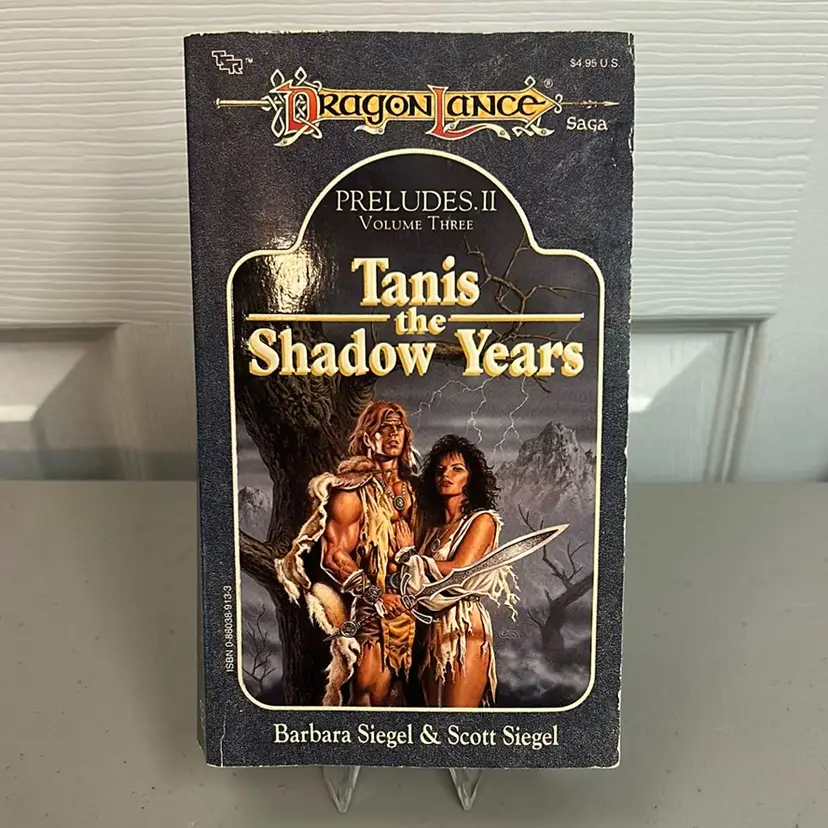 TSR™
$4.95 U.S.
DRAGONLANCE®
SAGA
PRELUDES.II
VOLUME THREE
Tanis
the
Shadow Years
ISBN 0-88038-913-3
Barbara Siegel & Scott Siegel